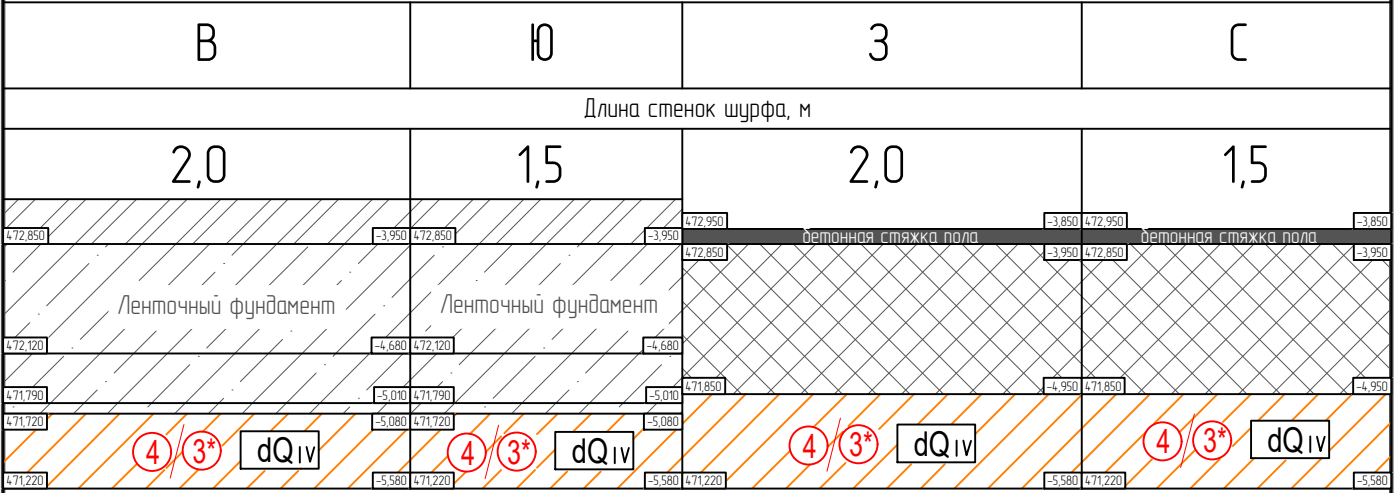 В Ю З С
Длина стенок шурфа, м
2,0 1,5 2,0 1,5
472,950 -3,850 472,950 -3,850
472,850 -3,950 472,850 -3,950 бетонная стяжка пола бетонная стяжка пола
472,850 -3,950 472,850 -3,950
Ленточный фундамент Ленточный фундамент
472,120 -4,680 472,120 -4,680
471,850 -4,950 471,850 -4,950
471,790 -5,010 471,790 -5,010
471,720 -5,080 471,720 -5,080
4/3* dQIV 4/3* dQIV 4/3* dQIV 4/3* dQIV
471,220 -5,580 471,220 -5,580 471,220 -5,580 471,220 -5,580